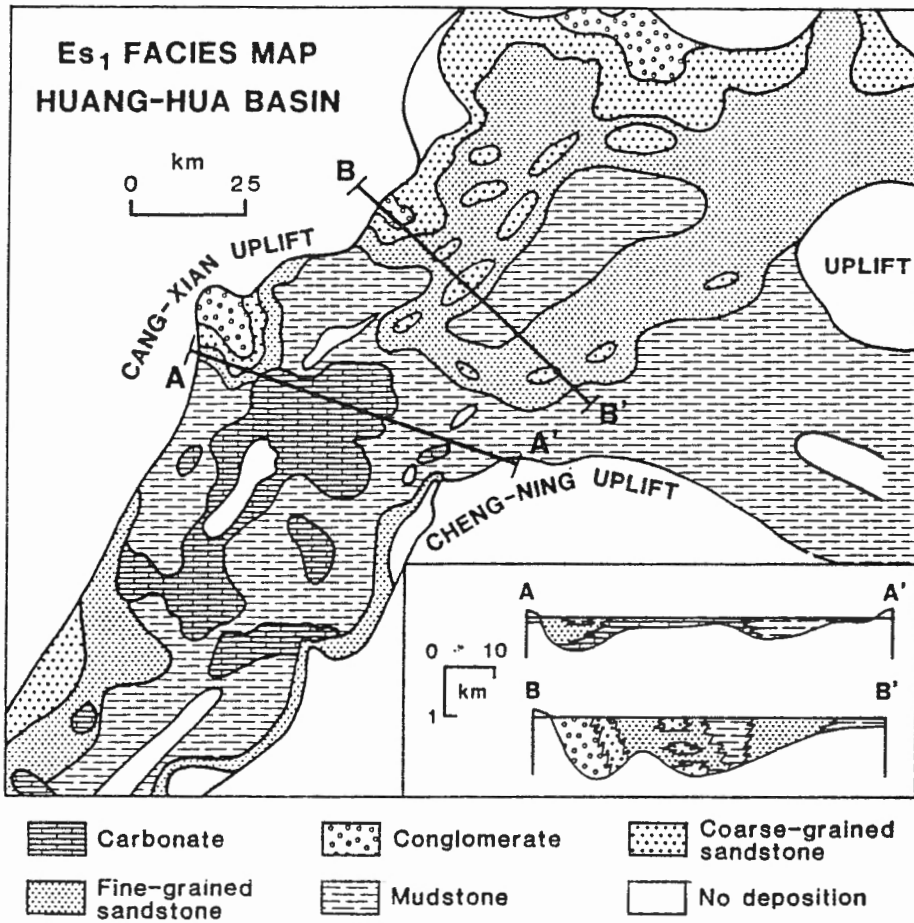 Es1 FACIES MAP
HUANG-HUA BASIN
km
0 25
B
CANG-XIAN UPLIFT
UPLIFT
A
B'
A'
CHENG-NING UPLIFT
A A'
0 10
km
B B'
1
Carbonate
Conglomerate
Coarse-grained
sandstone
Fine-grained
sandstone
Mudstone
No deposition